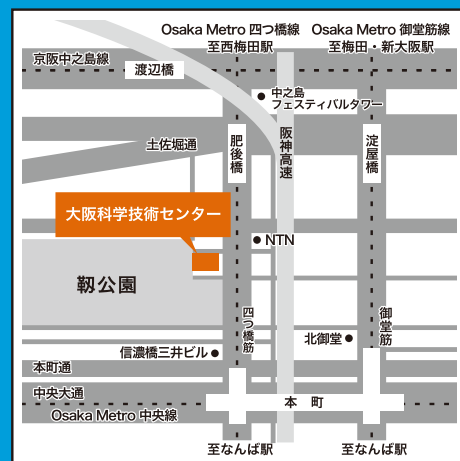 Osaka Metro 四つ橋線
至西梅田駅
Osaka Metro 御堂筋線
至梅田・新大阪駅
京阪中之島線
渡辺橋
中之島
フェスティバルタワー
土佐堀通
肥後橋
阪神高速
淀屋橋
大阪科学技術センター
NTN
靱公園
四つ橋筋
御堂筋
北御堂
信濃橋三井ビル
本町通
中央大通
本町
Osaka Metro 中央線
至なんば駅
至なんば駅